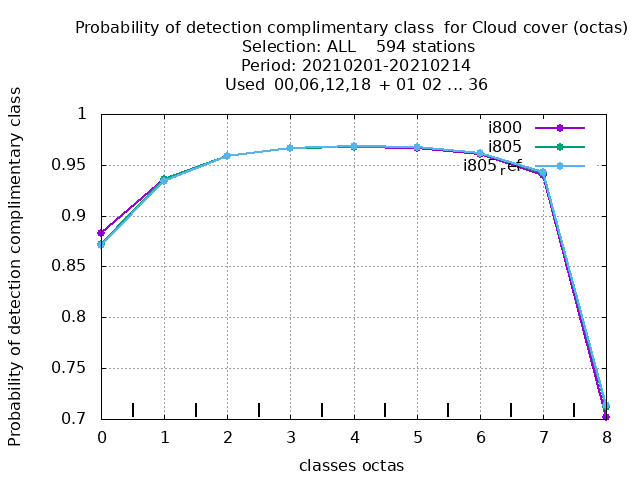 Probability of detection complimentary class  for Cloud cover (octas)
Selection: ALL    594 stations
Period: 20210201-20210214
Used  00,06,12,18  + 01 02 ... 36
Probability of detection complimentary class
1
0.95
0.9
0.85
0.8
0.75
0.7
i800
i805
i805ref
0 1 2 3 4 5 6 7 8
classes octas